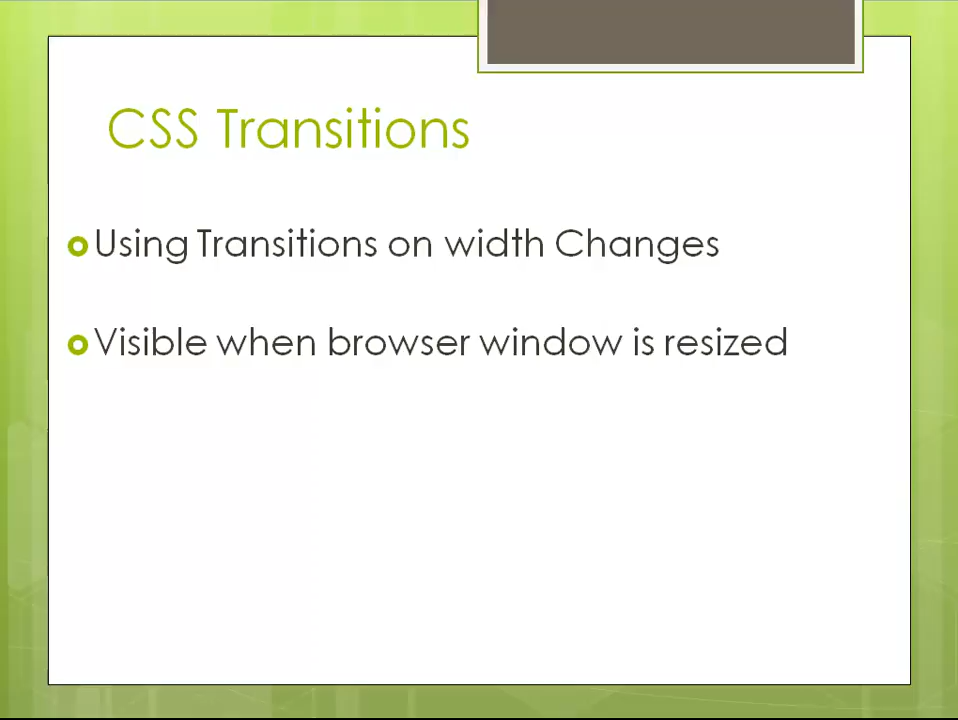 CSS Transitions
Using Transitions on width Changes
Visible when browser window is resized